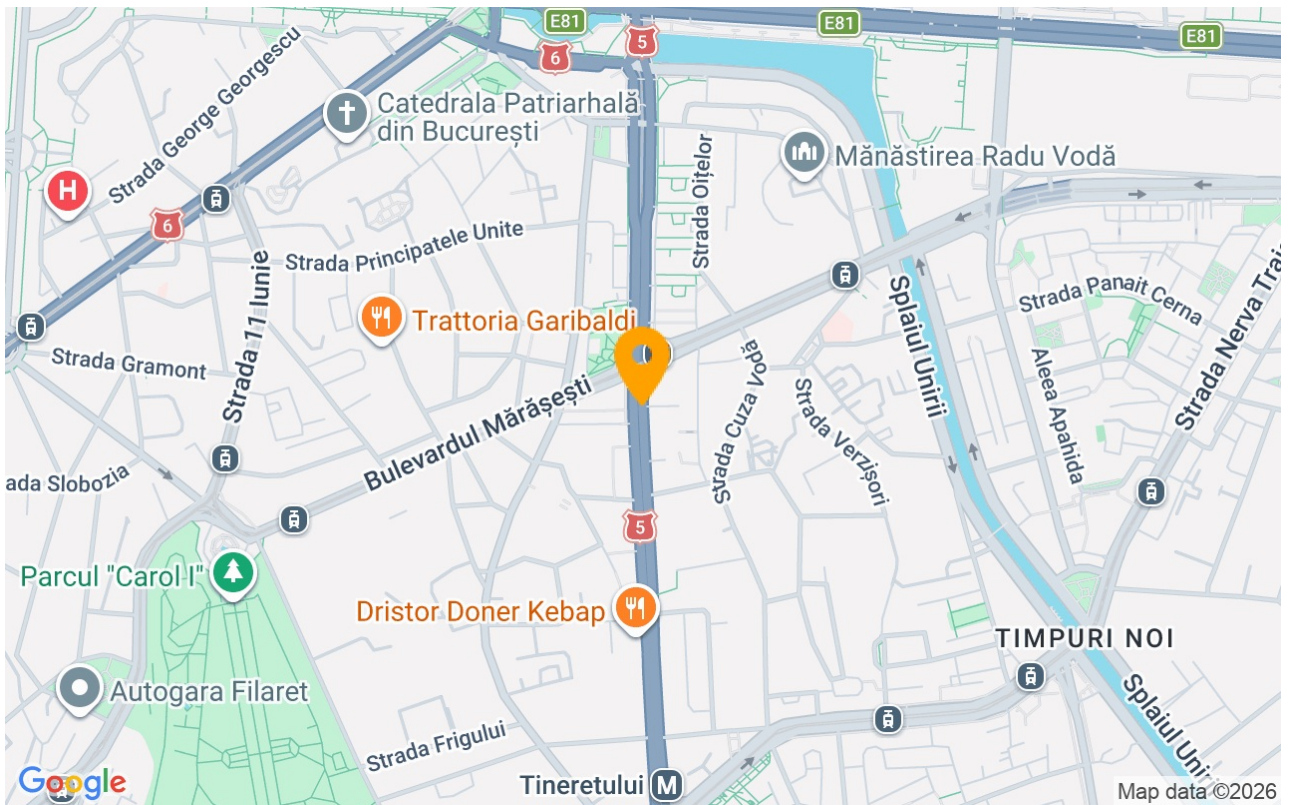 E81
5
E81
E81
6
Strada George Georgescu
Catedrala Patriarhală
din București
Strada Oițelor
Mănăstirea Radu Vodă
H
6
Strada Principatele Unite
Strada 11 Iunie
Trattoria Garibaldi
Splaiul Unirii
Strada Panait Cerna
Strada Nerva Traia
Strada Gramont
Bulevardul Mărășești
Strada Cuza Vodă
Strada Verzișori
Aleea Apahida
ada Slobozia
5
Parcul "Carol I"
Dristor Doner Kebap
TIMPURI NOI
Autogara Filaret
Splaiul Uniri
Strada Frigului
Tineretului M
Google
Map data ©2026